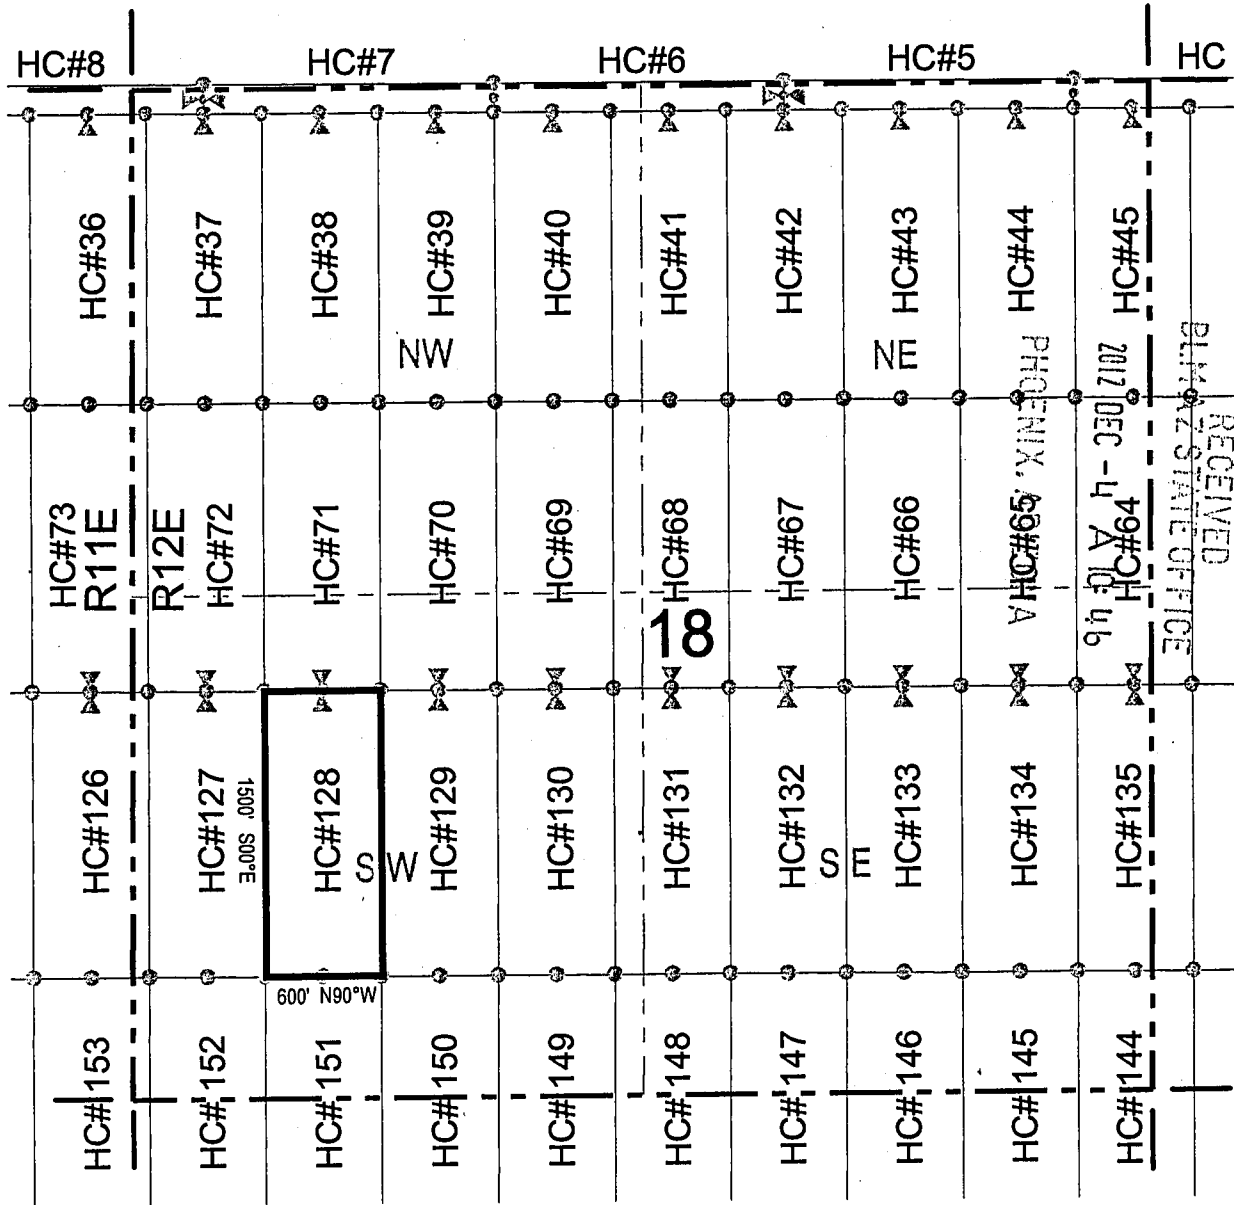 HC#8 HC#7 HC#6 HC#5 HC
HC#36 HC#37 HC#38 HC#39 HC#40 HC#41 HC#42 HC#43 HC#44 HC#45
NW NE
RECEIVED
BLM AZ STATE OFFICE
2012 DEC -4 A 10:46
PHOENIX, ARIZONA
HC#73 HC#72 HC#71 HC#70 HC#69 HC#68 HC#67 HC#66 HC#65 HC#64
R11E R12E
18
HC#126 HC#127 HC#128 HC#129 HC#130 HC#131 HC#132 HC#133 HC#134 HC#135
1500' S00°E
SW SE
600' N90°W
HC#153 HC#152 HC#151 HC#150 HC#149 HC#148 HC#147 HC#146 HC#145 HC#144